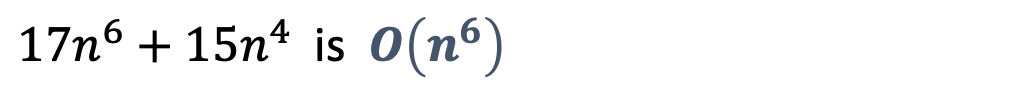 17n⁶ + 15n⁴ is O(n⁶)